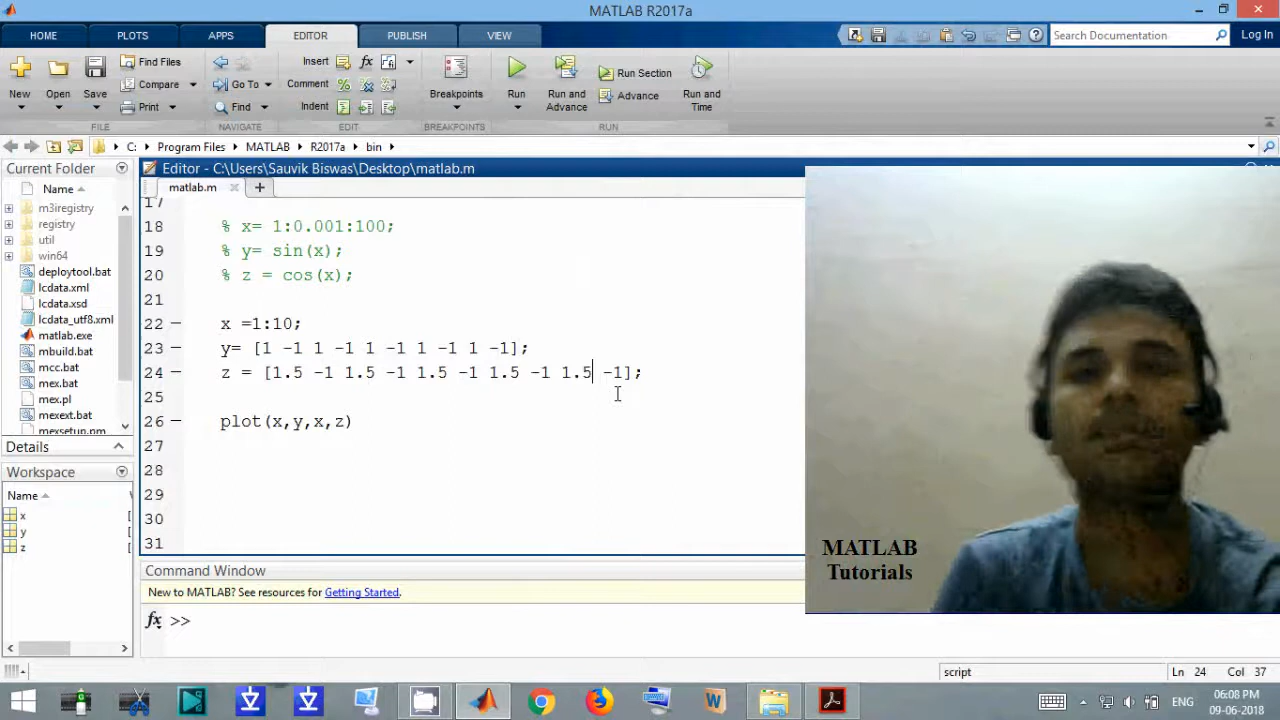 MATLAB R2017a
HOME PLOTS APPS EDITOR PUBLISH VIEW Search Documentation Log In
New Open Save Find Files Compare Print Go To Find Insert Comment Indent fx Breakpoints Run Run and Advance Run Section Advance Run and Time
FILE NAVIGATE EDIT BREAKPOINTS RUN
C: Program Files MATLAB R2017a bin
Current Folder
Name
m3iregistry
registry
util
win64
deploytool.bat
lcdata.xml
lcdata.xsd
lcdata_utf8.xml
matlab.exe
mbuild.bat
mcc.bat
mex.bat
mex.pl
mexext.bat
mexsetup.pm
Details
Workspace
Name
x [
y [
z [
Editor - C:\Users\Sauvik Biswas\Desktop\matlab.m
matlab.m
17
18 % x= 1:0.001:100;
19 % y= sin(x);
20 % z = cos(x);
21
22 x =1:10;
23 y= [1 -1 1 -1 1 -1 1 -1 1 -1];
24 z = [1.5 -1 1.5 -1 1.5 -1 1.5 -1 1.5 -1];
25
26 plot(x,y,x,z)
27
28
29
30
31
Command Window
New to MATLAB? See resources for Getting Started.
fx >>
MATLAB
Tutorials
script Ln 24 Col 37
ENG 06:08 PM
09-06-2018